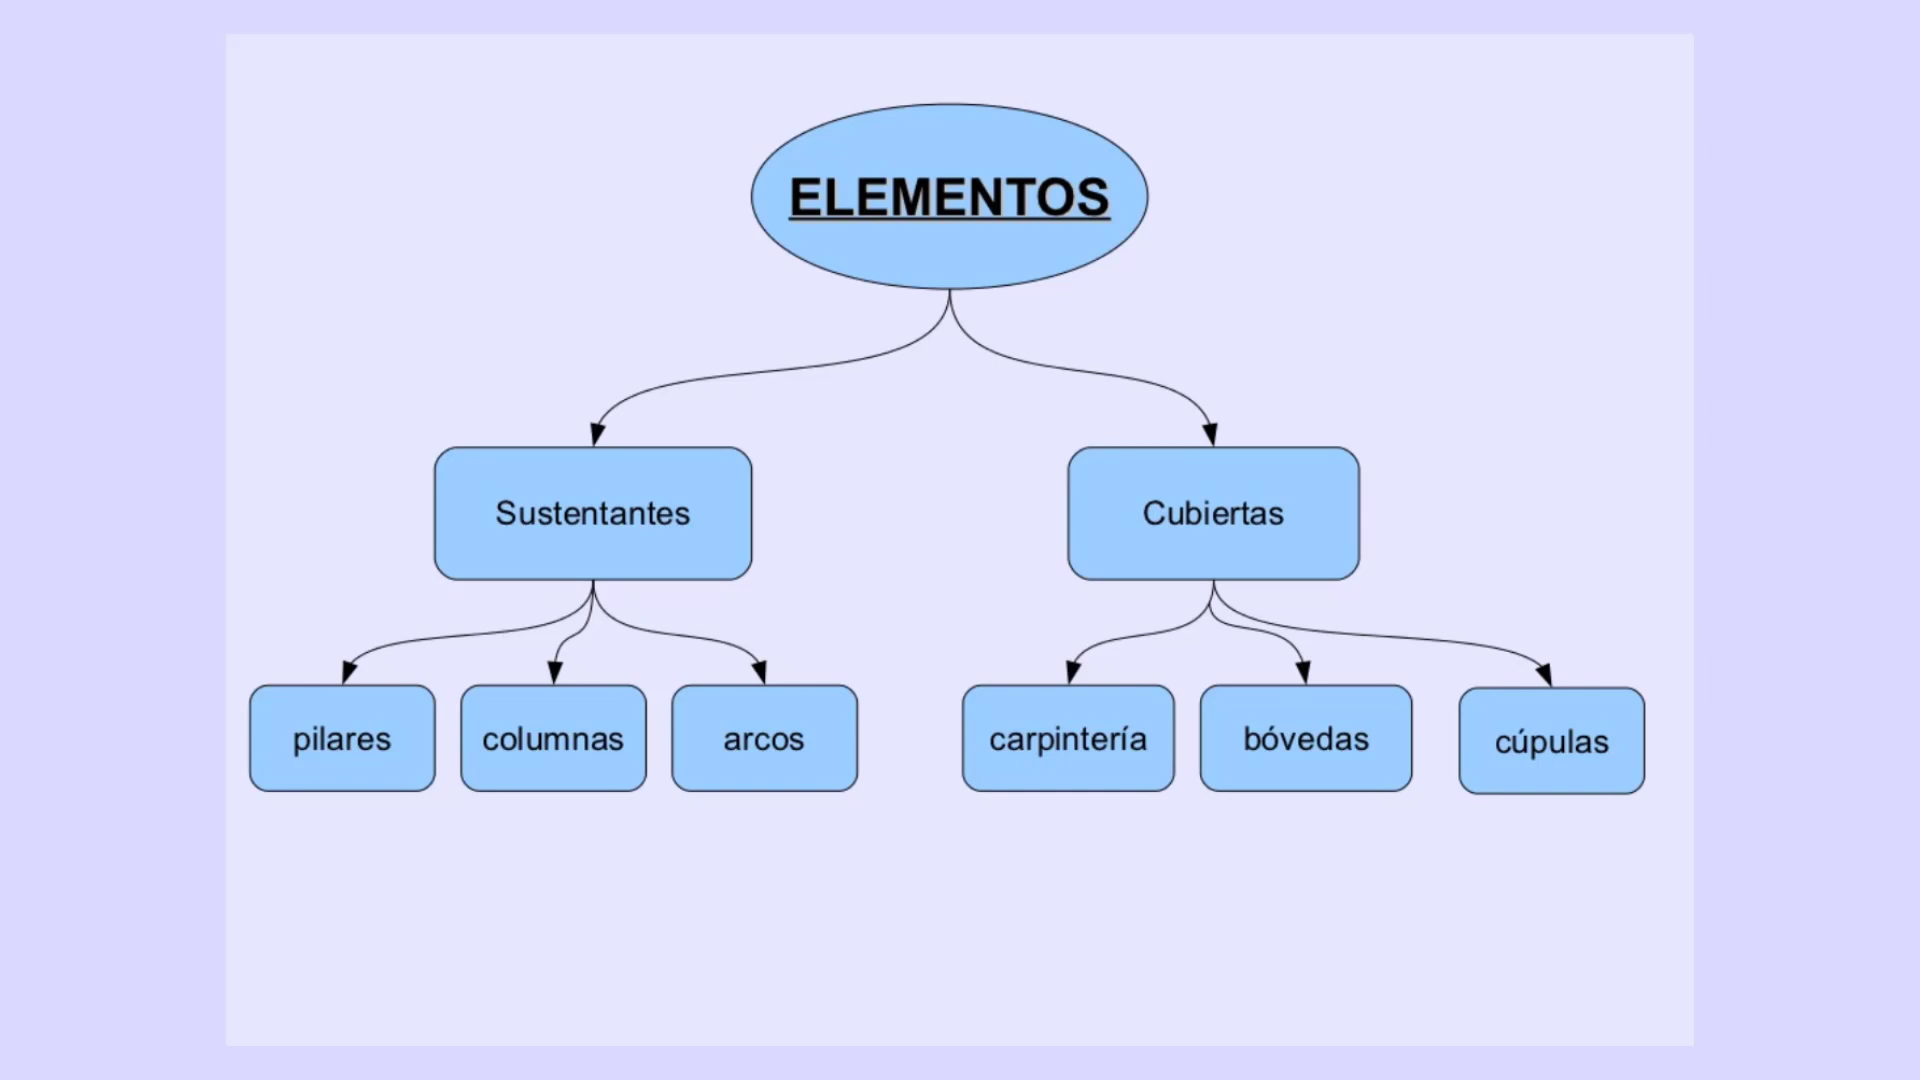 ELEMENTOS
Sustentantes
Cubiertas
pilares
columnas
arcos
carpintería
bóvedas
cúpulas